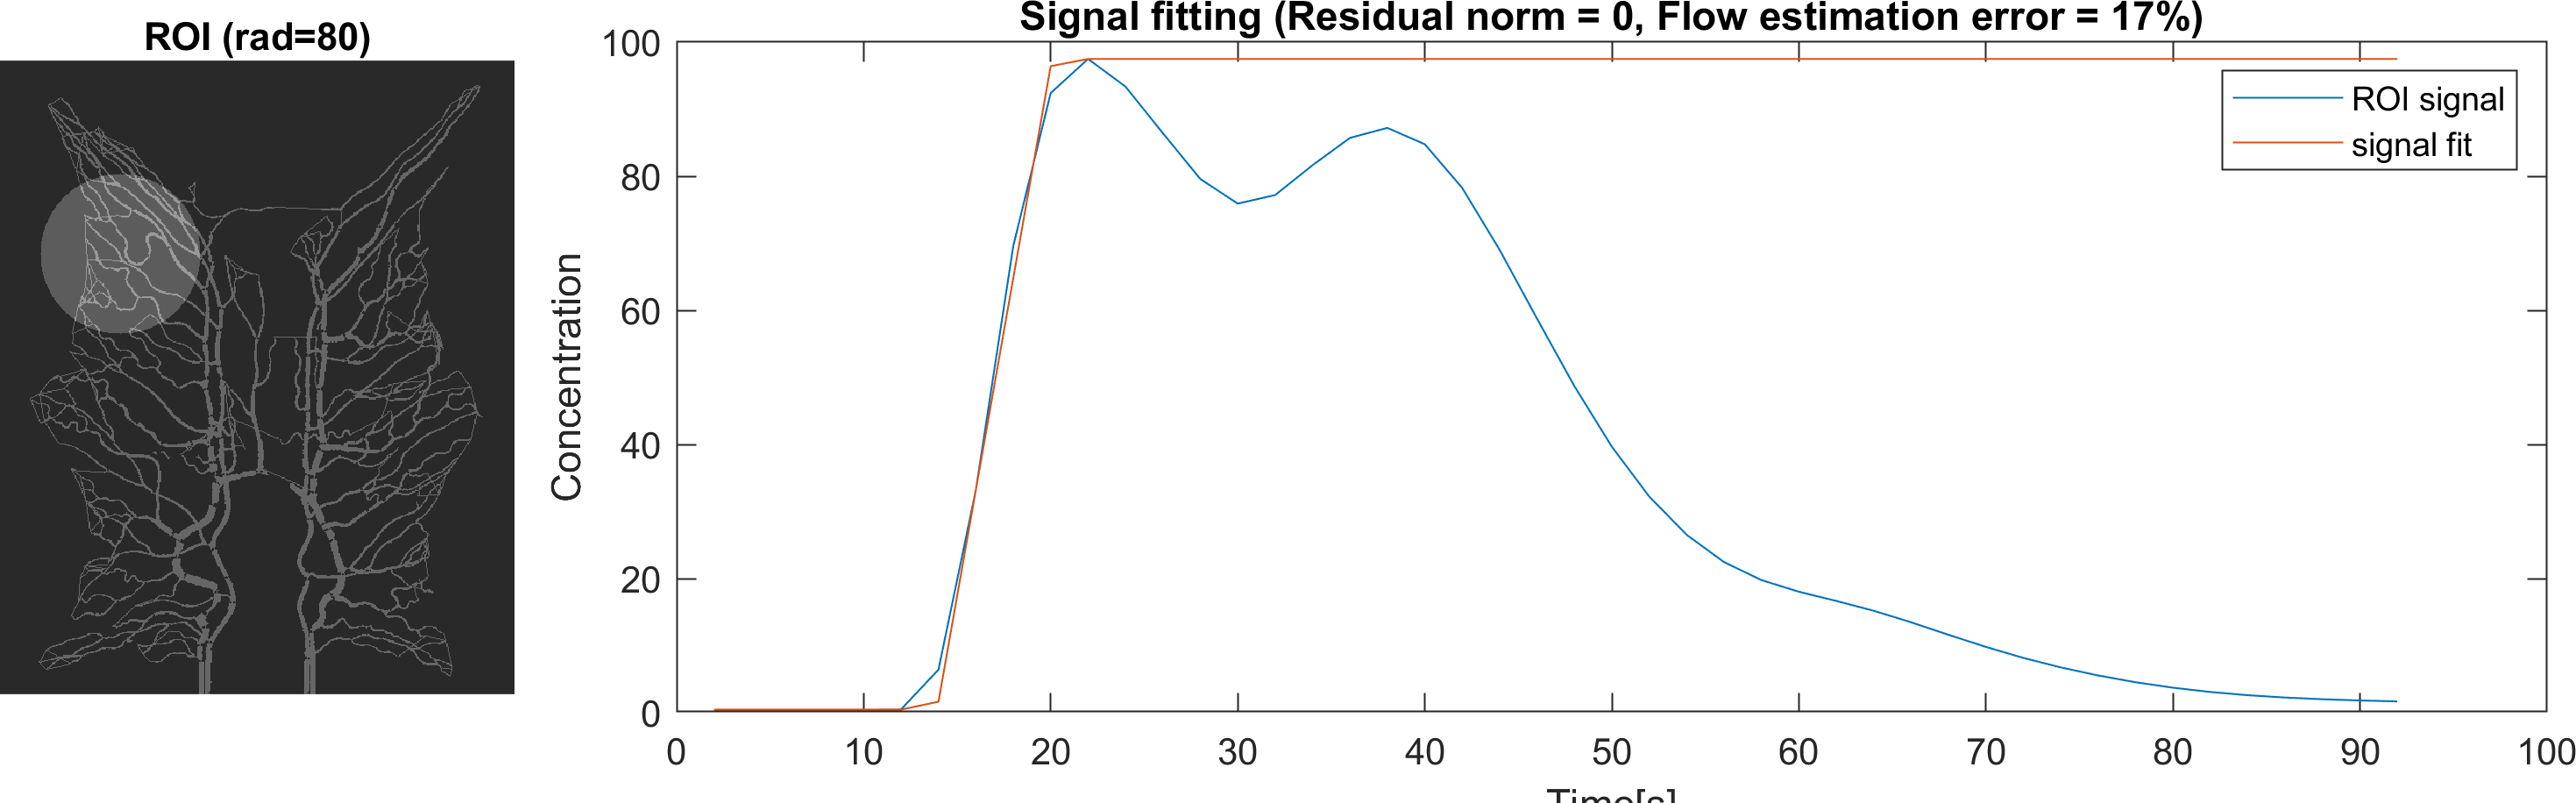 ROI (rad=80)
Signal fitting (Residual norm = 0, Flow estimation error = 17%)
100
80
60
40
20
0
Concentration
ROI signal
signal fit
0 10 20 30 40 50 60 70 80 90 100
Time[s]